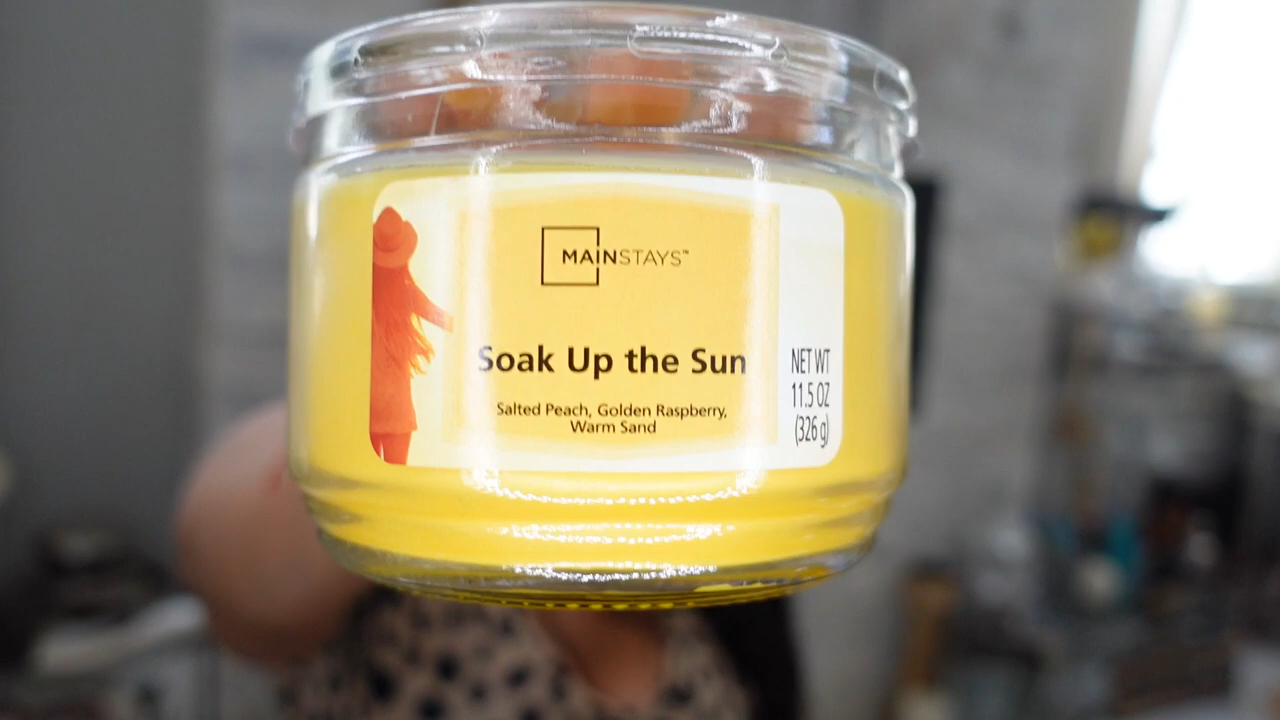 MAINSTAYS™
Soak Up the Sun
Salted Peach, Golden Raspberry,
Warm Sand
NET WT
11.5 OZ
(326 g)